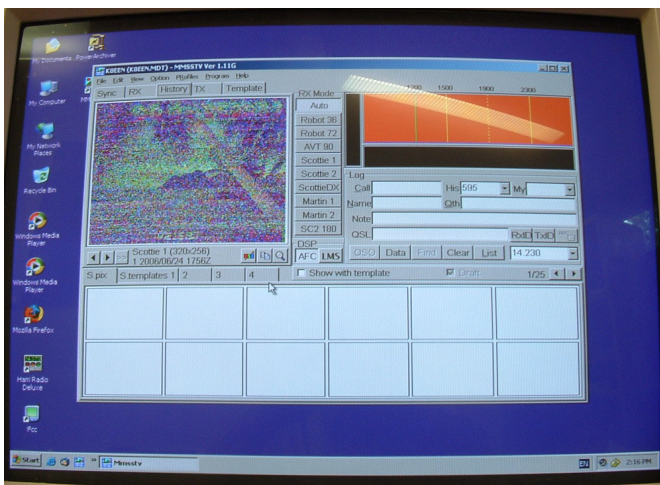 My Documents
PowerArchiver
My Computer
My Network
Places
Recycle Bin
Windows Media
Player
Windows Media
Player
Mozilla Firefox
Ham Radio
Deluxe
Fcc
K8EEN (K8EEN.MDT) - MMSSTV Ver 1.11G
File Edit View Option Profiles Program Help
Sync RX History TX Template
RX Mode
Auto
Robot 36
Robot 72
AVT 90
Scottie 1
Scottie 2
ScottieDX
Martin 1
Martin 2
SC2 180
DSP
AFC LMS
1200 1500 1900 2300
Log
Call His 595 My
Name Qth
Note
QSL RxID TxID
QSO Data Find Clear List 14.230
Scottie 1 (320x256)
1 2006/06/24 1756Z
Show with template Draft 1/25
S.pix S.templates 1 2 3 4
Start Mmsstv EN 2:16 PM